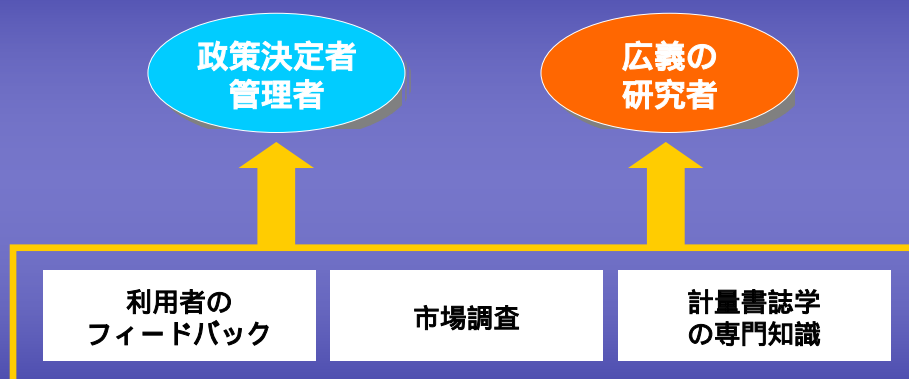 政策決定者
管理者
広義の
研究者
利用者の
フィードバック
市場調査
計量書誌学
の専門知識